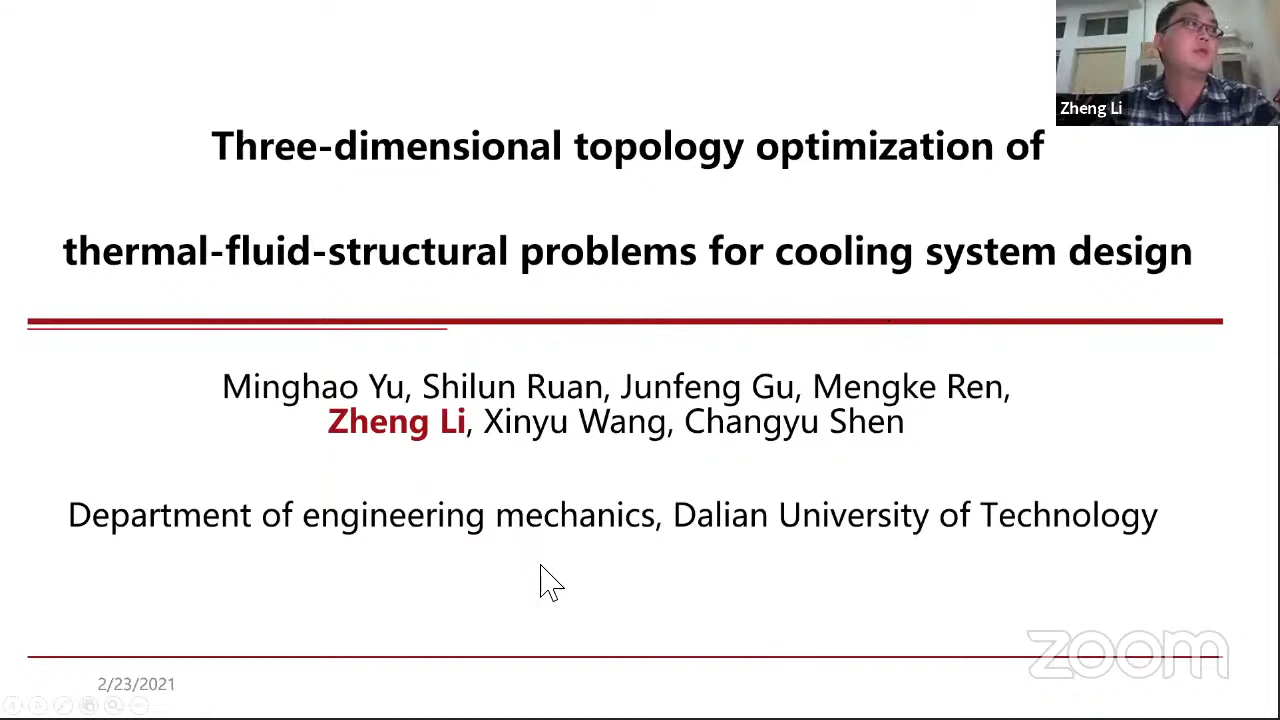 Zheng Li
Three-dimensional topology optimization of
thermal-fluid-structural problems for cooling system design
Minghao Yu, Shilun Ruan, Junfeng Gu, Mengke Ren,
Zheng Li, Xinyu Wang, Changyu Shen
Department of engineering mechanics, Dalian University of Technology
zoom
2/23/2021